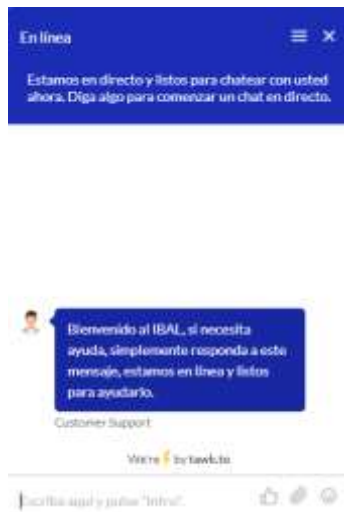 En línea
Estamos en directo y listos para chatear con usted
ahora. Diga algo para comenzar un chat en directo.
Bienvenido al IBAL, si necesita
ayuda, simplemente responda a este
mensaje, estamos en línea y listos
para ayudarlo.
Customer Support
We're by tawk.to
Escriba aquí y pulse "Intro".